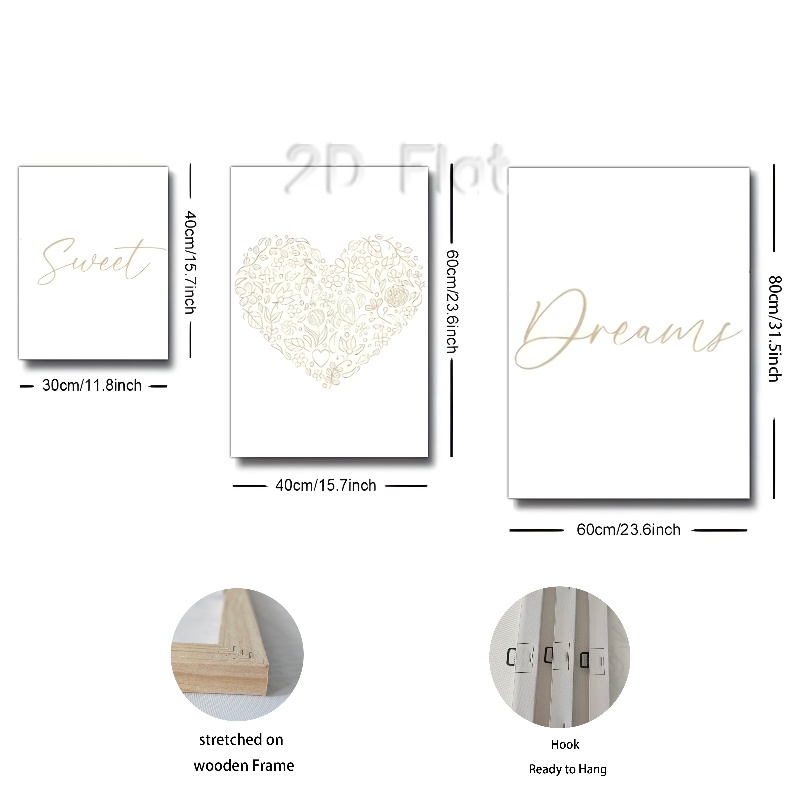 2D Flat
Sweet
40cm/15.7inch
30cm/11.8inch
60cm/23.6inch
40cm/15.7inch
Dreams
80cm/31.5inch
60cm/23.6inch
stretched on
wooden Frame
Hook
Ready to Hang